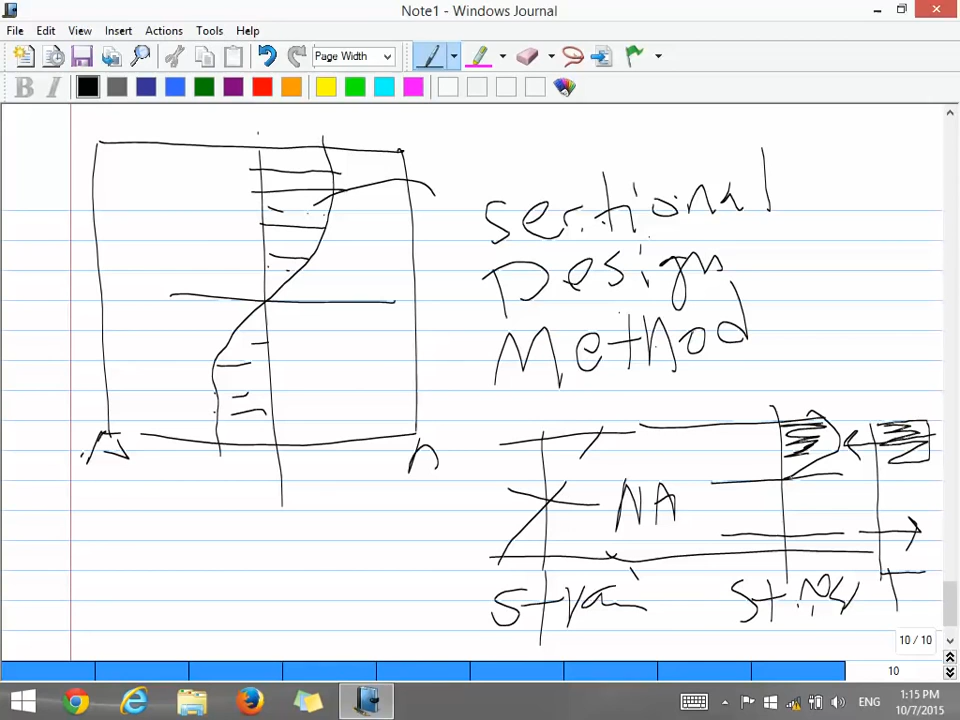 Note1 - Windows Journal
File Edit View Insert Actions Tools Help
Page Width
B I
Sectional
Design
Method
NA
Strain
10 / 10
10
ENG
1:15 PM
10/7/2015